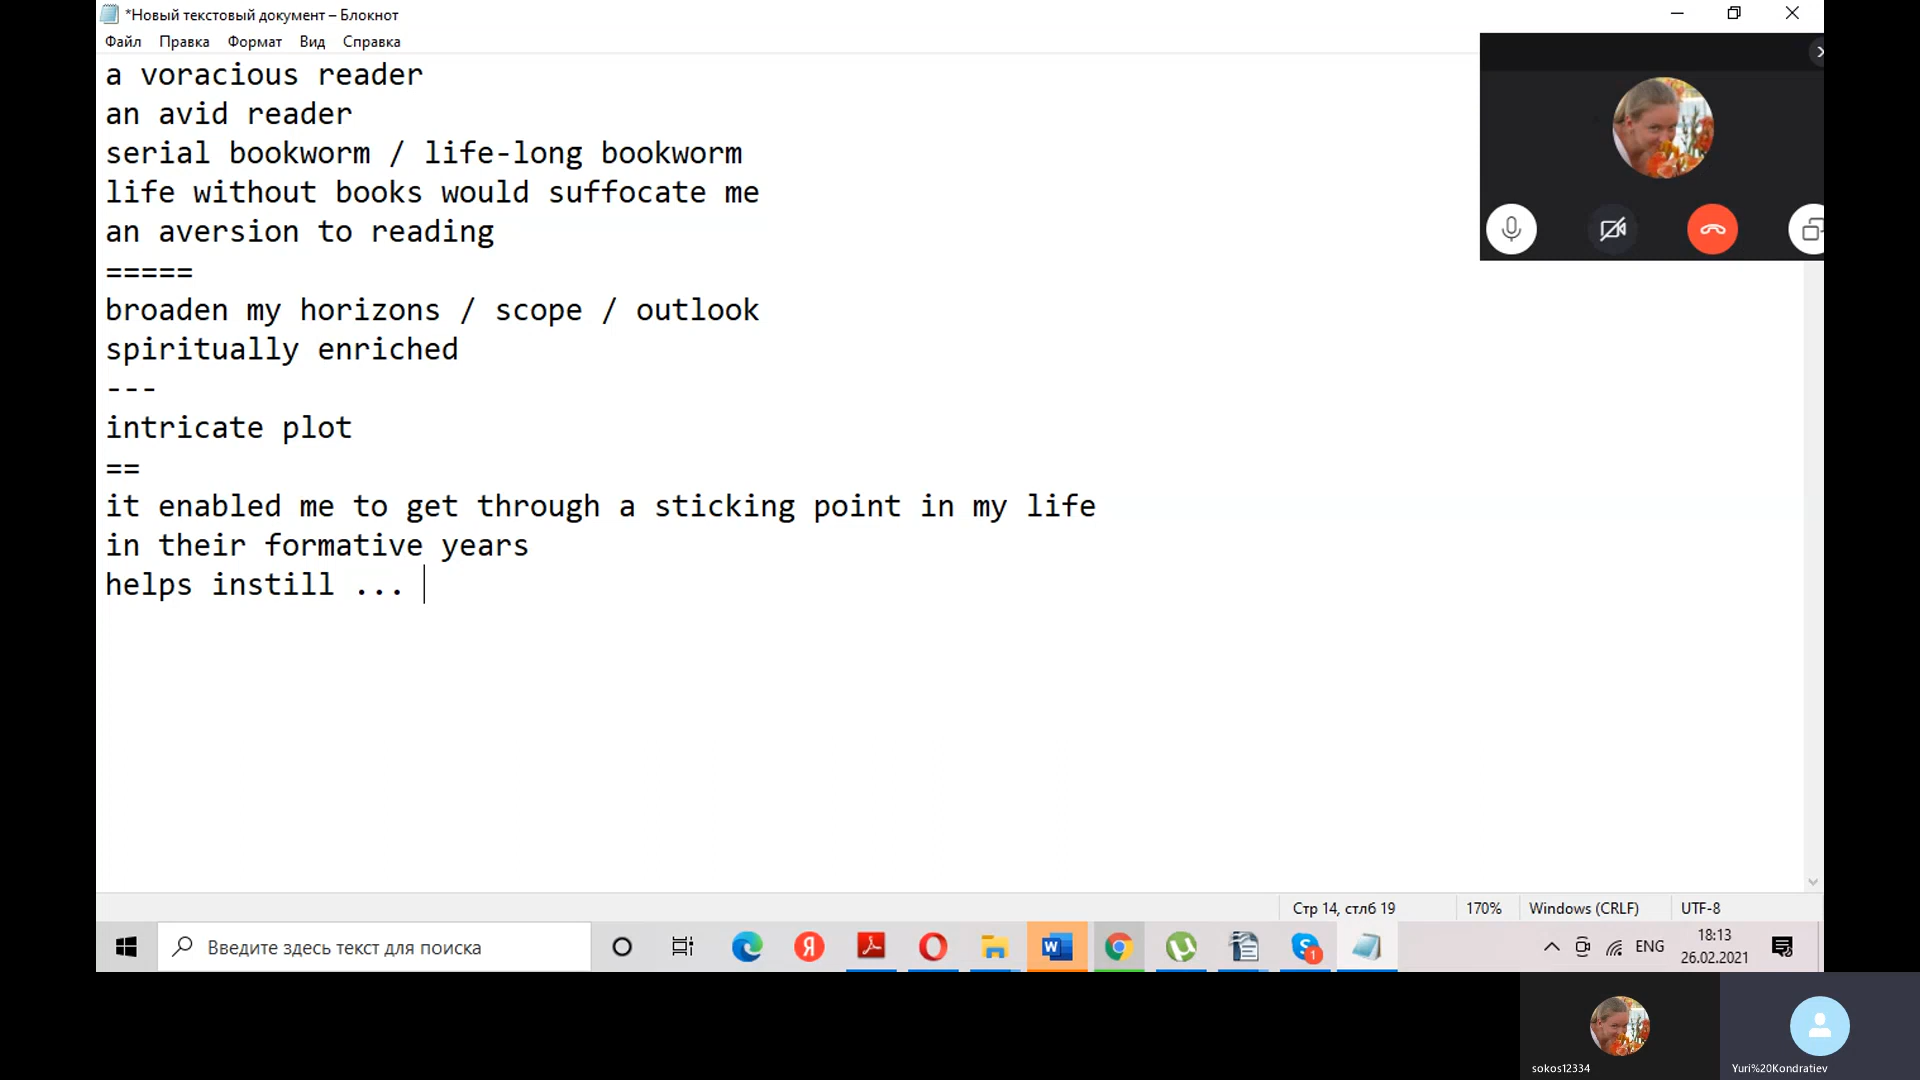 *Новый текстовый документ – Блокнот
Файл Правка Формат Вид Справка
a voracious reader
an avid reader
serial bookworm / life-long bookworm
life without books would suffocate me
an aversion to reading
=====
broaden my horizons / scope / outlook
spiritually enriched
---
intricate plot
==
it enabled me to get through a sticking point in my life
in their formative years
helps instill ...
Стр 14, стлб 19 170% Windows (CRLF) UTF-8
Введите здесь текст для поиска
ENG
18:13
26.02.2021
sokos12334
Yuri%20Kondratiev